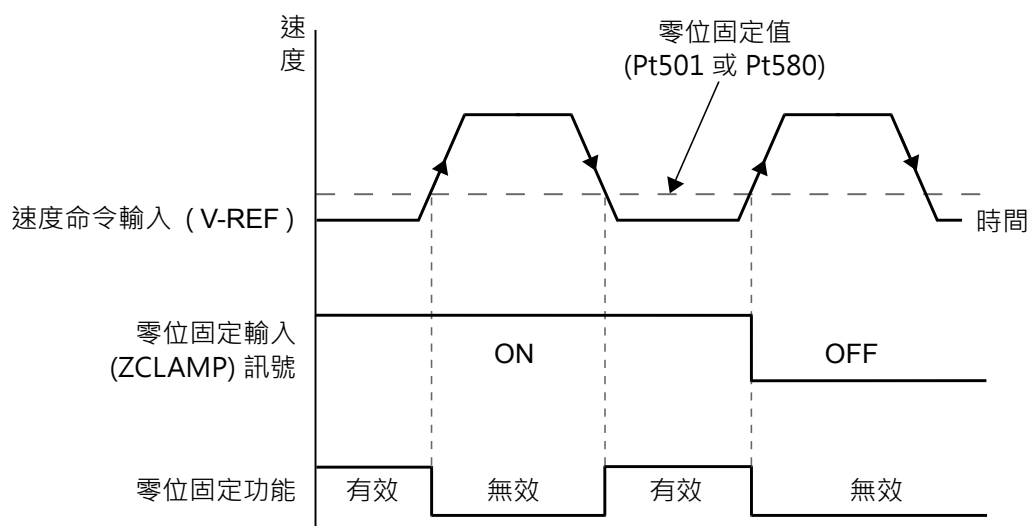 速
度
零位固定值
(Pt501 或 Pt580)
速度命令輸入 ( V-REF )
時間
零位固定輸入
(ZCLAMP) 訊號
ON
OFF
零位固定功能
有效
無效
有效
無效